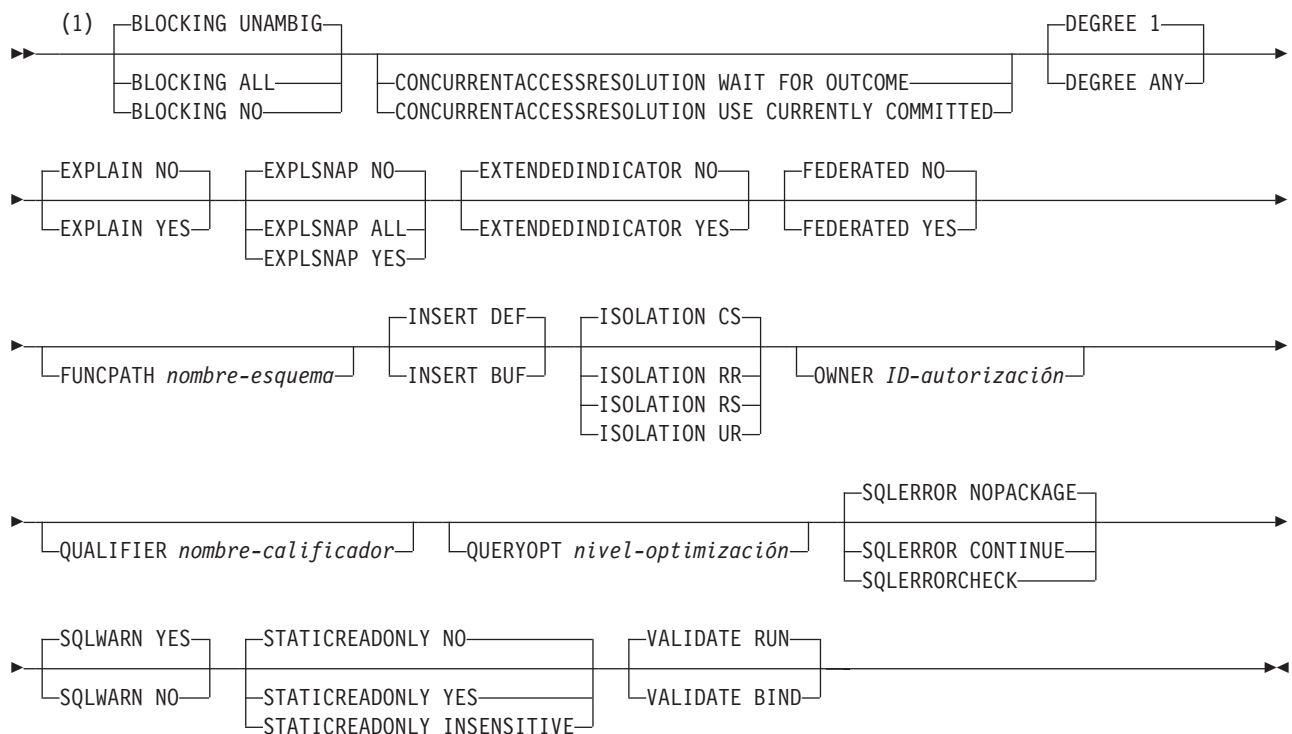 (1) BLOCKING UNAMBIG DEGREE 1
BLOCKING ALL CONCURRENTACCESSRESOLUTION WAIT FOR OUTCOME DEGREE ANY
BLOCKING NO CONCURRENTACCESSRESOLUTION USE CURRENTLY COMMITTED
EXPLAIN NO EXPLSNAP NO EXTENDEDINDICATOR NO FEDERATED NO
EXPLAIN YES EXPLSNAP ALL EXTENDEDINDICATOR YES FEDERATED YES
EXPLSNAP YES
INSERT DEF ISOLATION CS
FUNCPATH nombre-esquema INSERT BUF ISOLATION RR OWNER ID-autorización
ISOLATION RS
ISOLATION UR
SQLERROR NOPACKAGE
QUALIFIER nombre-calificador QUERYOPT nivel-optimización SQLERROR CONTINUE
SQLERRORCHECK
SQLWARN YES STATICREADONLY NO VALIDATE RUN
SQLWARN NO STATICREADONLY YES VALIDATE BIND
STATICREADONLY INSENSITIVE